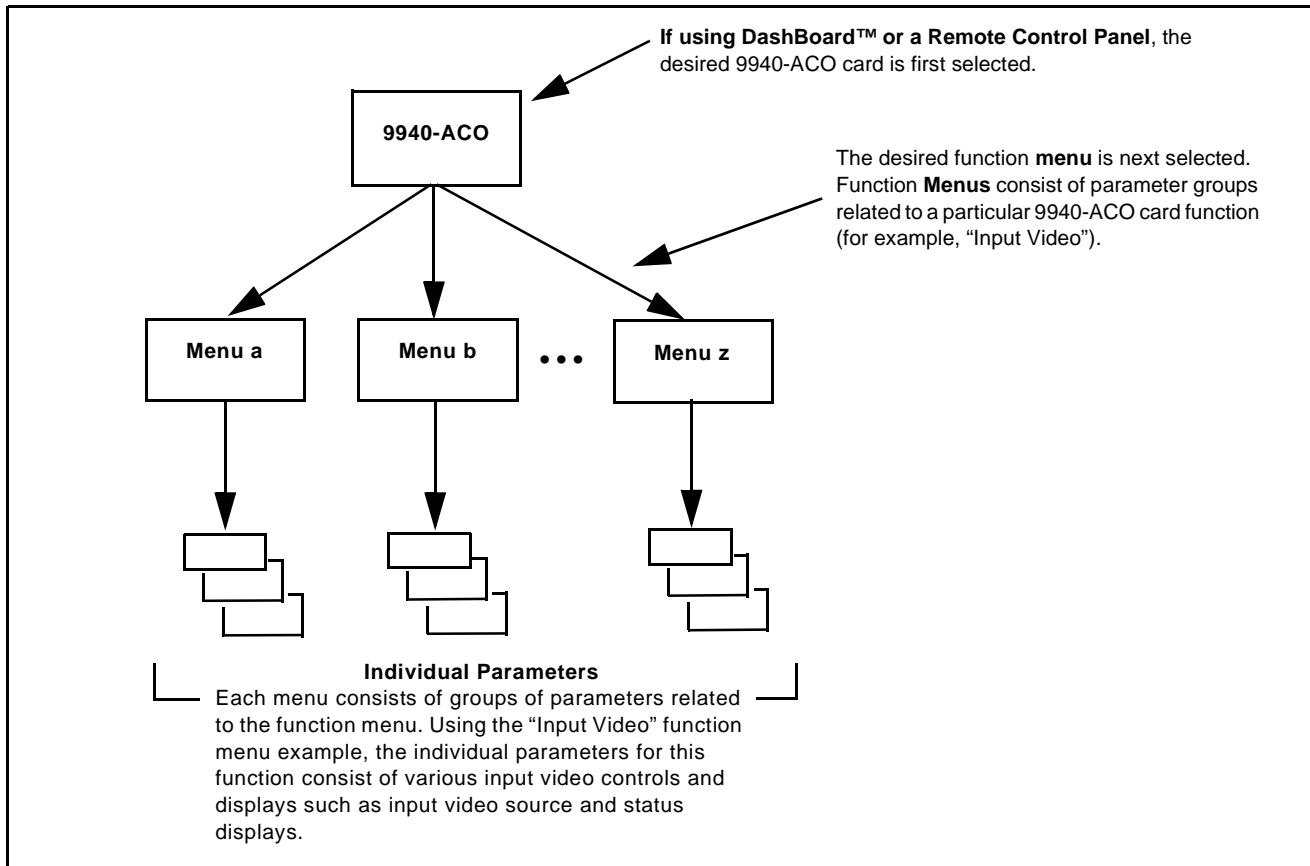 If using DashBoard™ or a Remote Control Panel, the
desired 9940-ACO card is first selected.
9940-ACO
The desired function menu is next selected.
Function Menus consist of parameter groups
related to a particular 9940-ACO card function
(for example, “Input Video”).
Menu a
Menu b
•••
Menu z
Individual Parameters
Each menu consists of groups of parameters related
to the function menu. Using the “Input Video” function
menu example, the individual parameters for this
function consist of various input video controls and
displays such as input video source and status
displays.